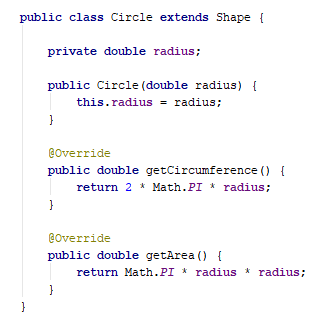 public class Circle extends Shape {
private double radius;
public Circle(double radius) {
this.radius = radius;
}
@Override
public double getCircumference() {
return 2 * Math.PI * radius;
}
@Override
public double getArea() {
return Math.PI * radius * radius;
}
}